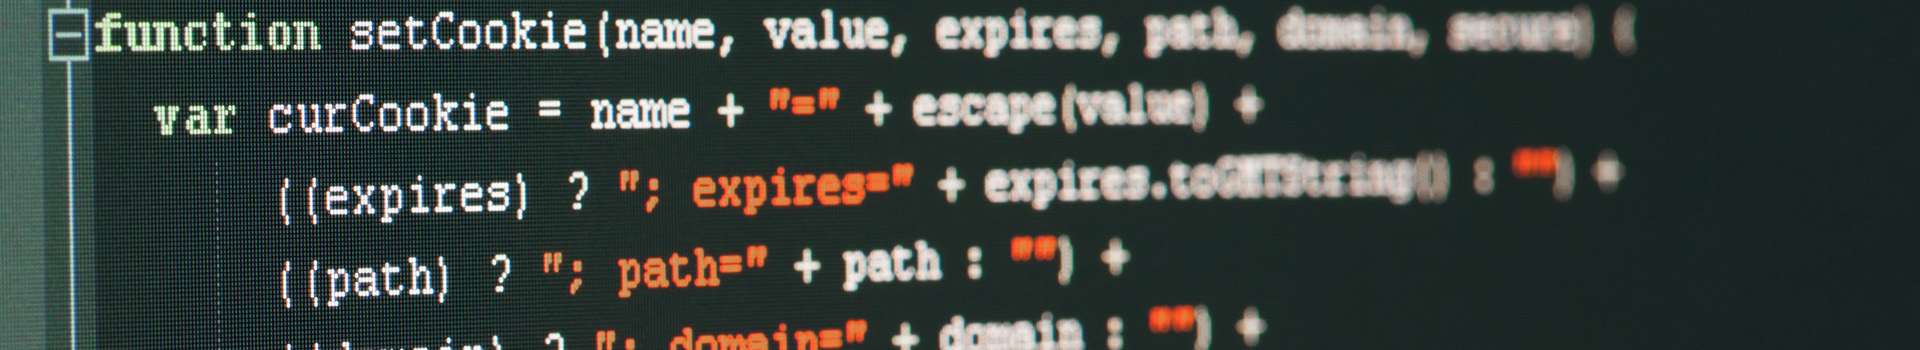 function setCookie(name, value, expires, path, domain, secure) {
var curCookie = name + "=" + escape(value) +
((expires) ? "; expires=" + expires.toGMTString() : "") +
((path) ? "; path=" + path : "") +
((domain) ? "; domain=" + domain : "") +